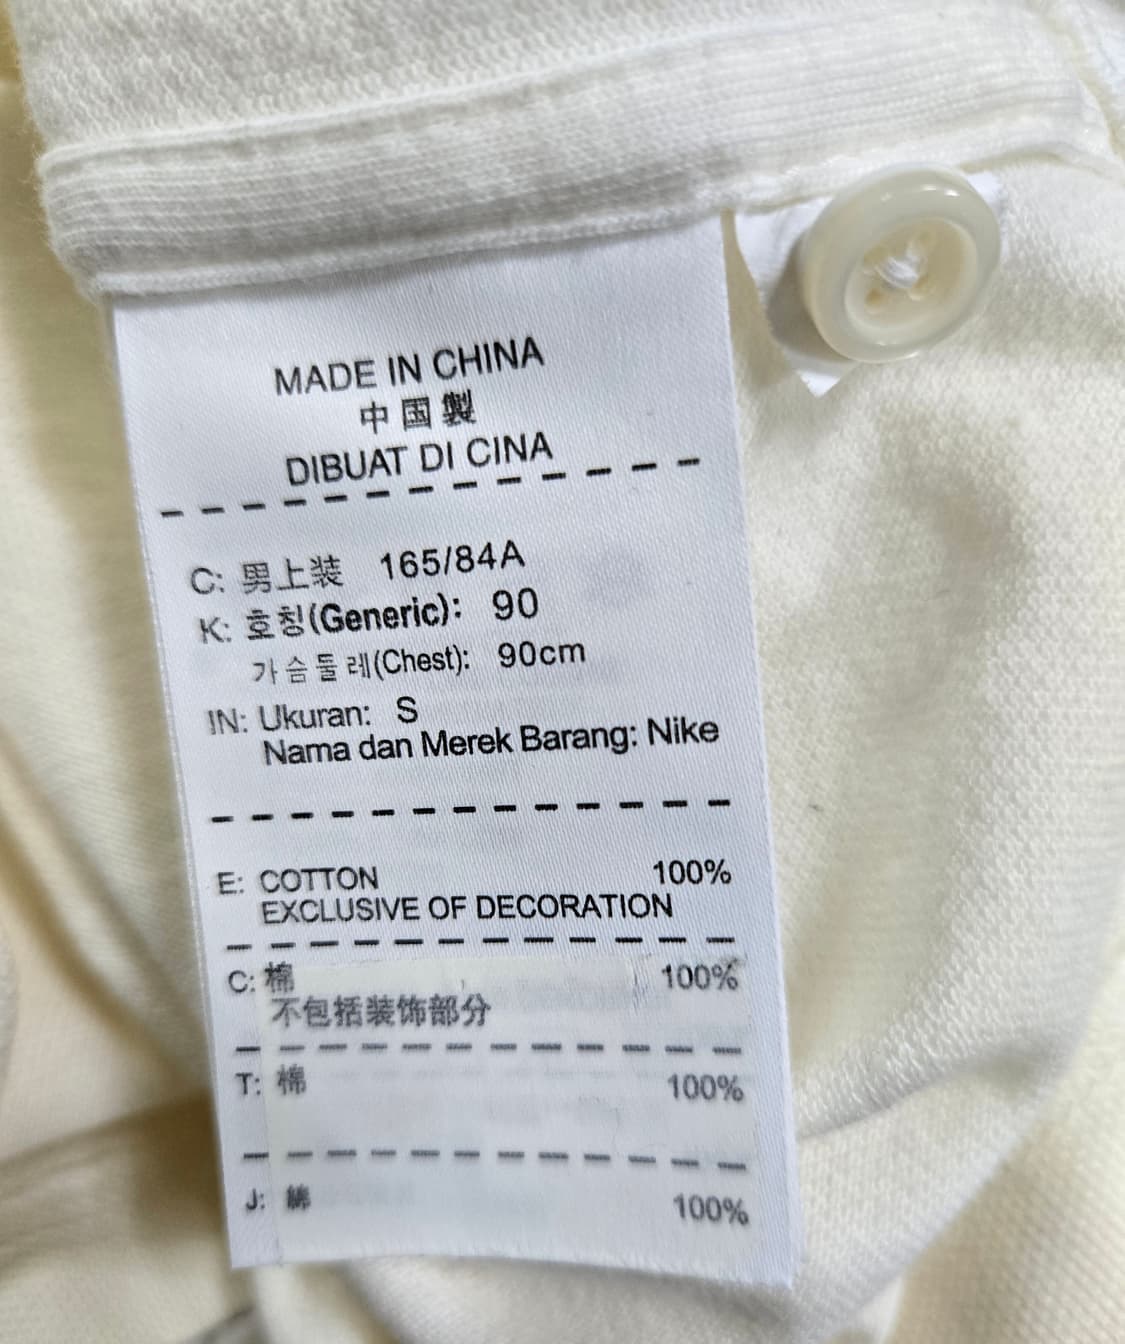 MADE IN CHINA
中国製
DIBUAT DI CINA
C: 男上装 165/84A
K: 호칭(Generic): 90
가슴둘레(Chest): 90cm
IN: Ukuran: S
Nama dan Merek Barang: Nike
E: COTTON 100%
EXCLUSIVE OF DECORATION
C: 棉 100%
不包括装饰部分
T: 棉 100%
J: 綿 100%